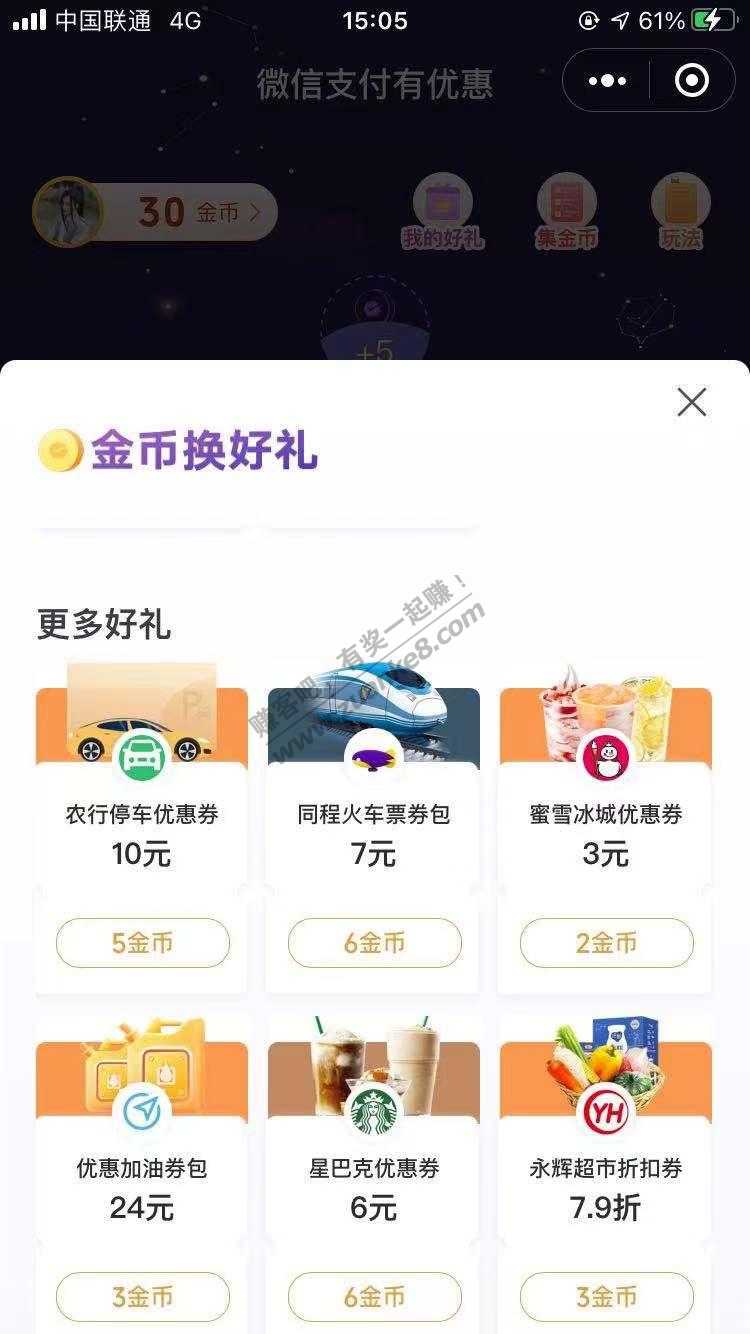 中国联通 4G 15:05 61%
微信支付有优惠
30 金币 >
我的好礼 集金币 玩法
+5
金币换好礼
更多好礼
赚客吧，有奖一起赚！
www.zuanke8.com
农行停车优惠券 同程火车票券包 蜜雪冰城优惠券
10元 7元 3元
5金币 6金币 2金币
YH
优惠加油券包 星巴克优惠券 永辉超市折扣券
24元 6元 7.9折
3金币 6金币 3金币